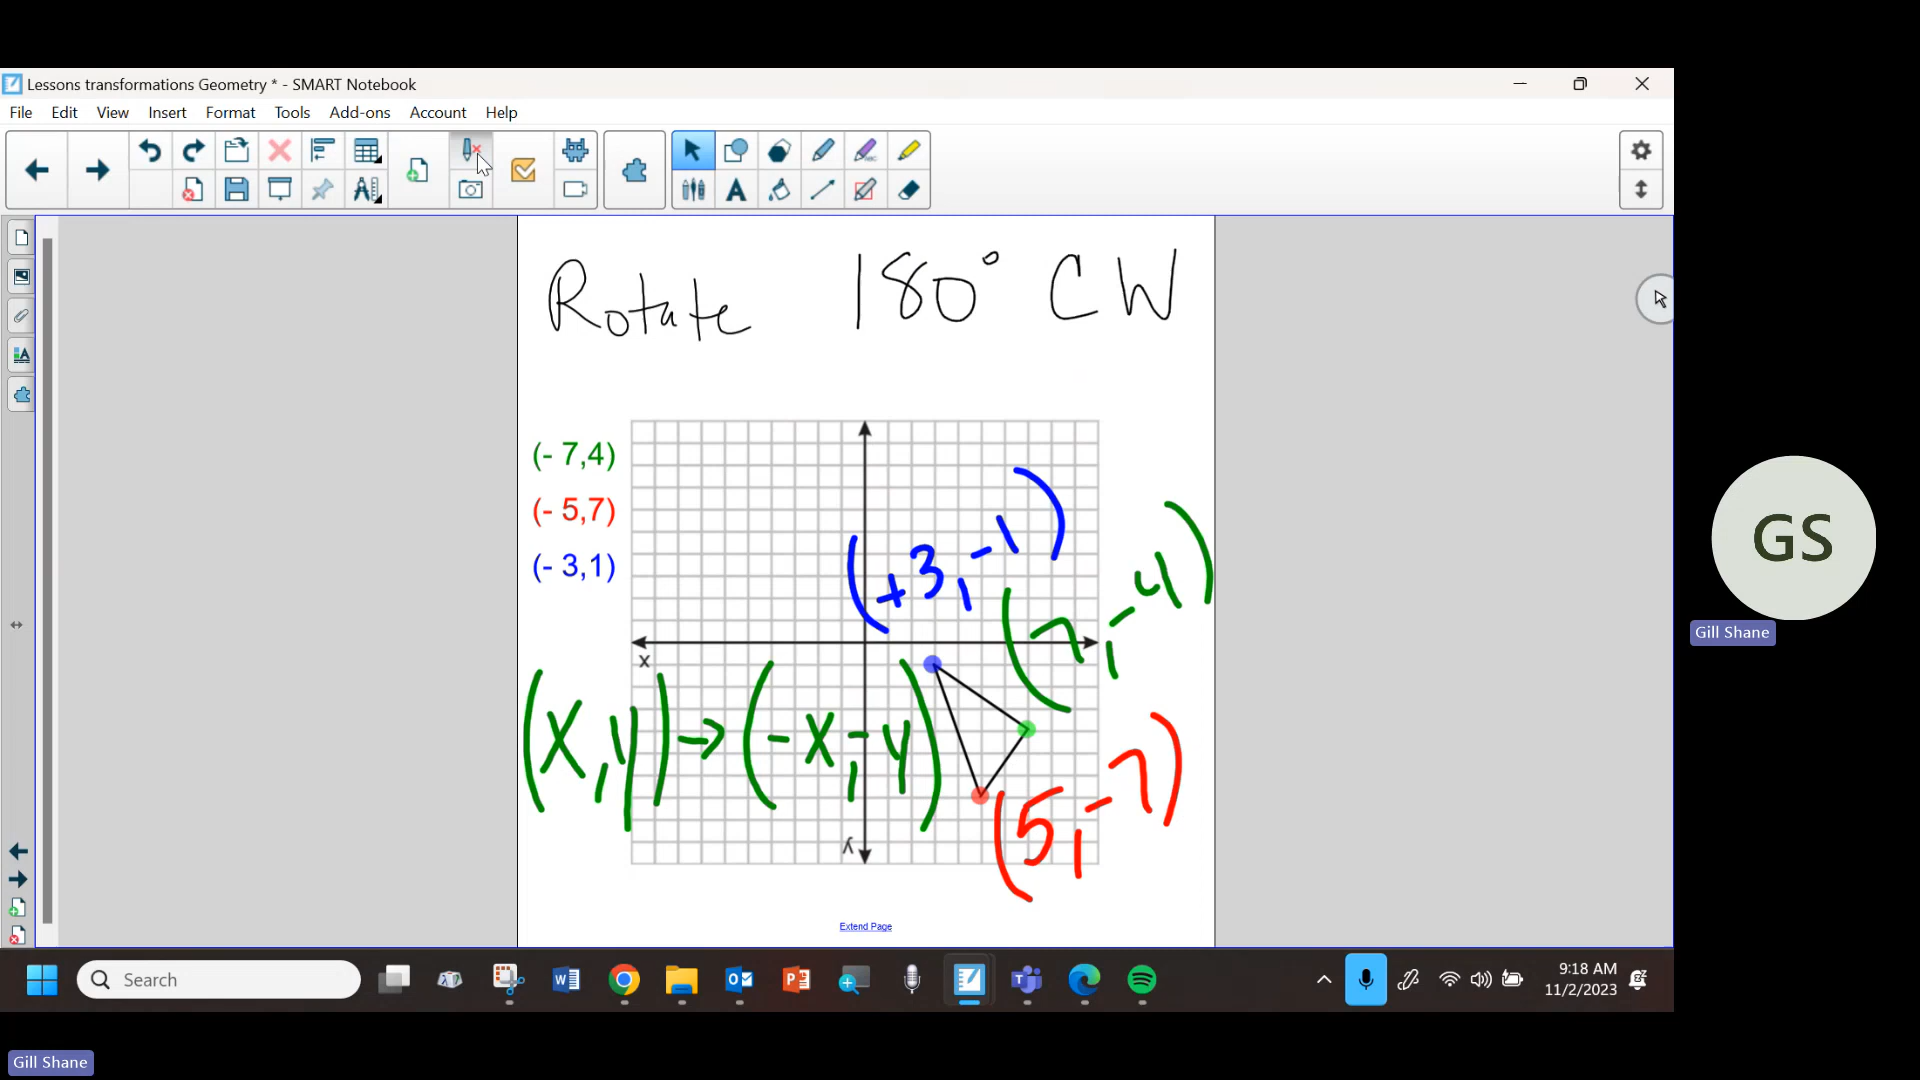 Lessons transformations Geometry * - SMART Notebook
File Edit View Insert Format Tools Add-ons Account Help
Rotate 180° CW
(- 7,4)
(- 5,7)
(- 3,1)
(+3,-1)
(7,-4)
x
(x,y)→(-x,-y)
(5,-7)
y
Extend Page
GS
Gill Shane
Search
9:18 AM
11/2/2023
Gill Shane